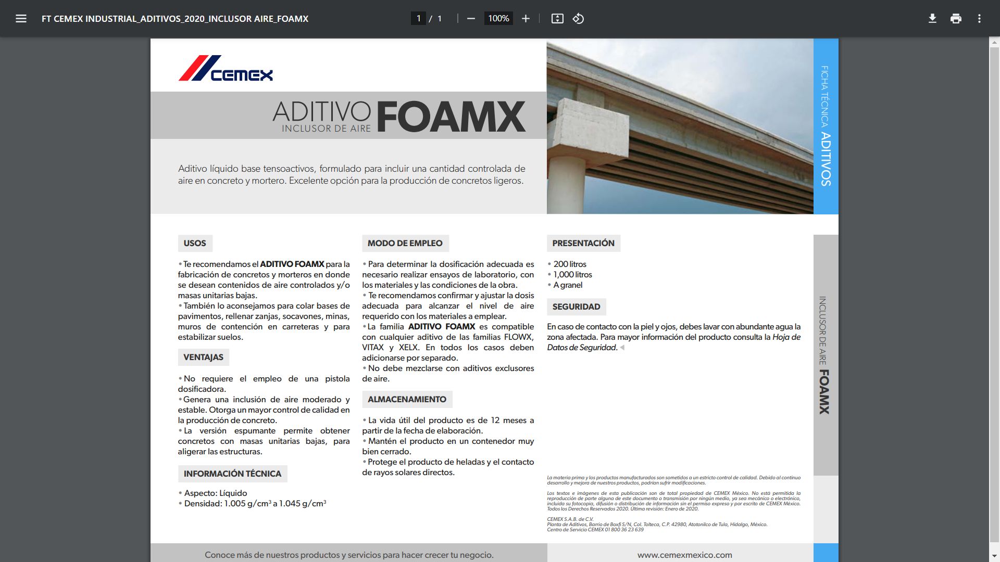 FT CEMEX INDUSTRIAL_ADITIVOS_2020_INCLUSOR AIRE_FOAMX
1 / 1
100%
CEMEX
ADITIVO FOAMX
INCLUSOR DE AIRE
Aditivo líquido base tensoactivos, formulado para incluir una cantidad controlada de
aire en concreto y mortero. Excelente opción para la producción de concretos ligeros.
FICHA TÉCNICA ADITIVOS
USOS
• Te recomendamos el ADITIVO FOAMX para la
fabricación de concretos y morteros en donde
se desean contenidos de aire controlados y/o
masas unitarias bajas.
• También lo aconsejamos para colar bases de
pavimentos, rellenar zanjas, socavones, minas,
muros de contención en carreteras y para
estabilizar suelos.
VENTAJAS
• No requiere el empleo de una pistola
dosificadora.
• Genera una inclusión de aire moderado y
estable. Otorga un mayor control de calidad en
la producción de concreto.
• La versión espumante permite obtener
concretos con masas unitarias bajas, para
aligerar las estructuras.
INFORMACIÓN TÉCNICA
• Aspecto: Líquido
• Densidad: 1.005 g/cm³ a 1.045 g/cm³
MODO DE EMPLEO
• Para determinar la dosificación adecuada es
necesario realizar ensayos de laboratorio, con
los materiales y las condiciones de la obra.
• Te recomendamos confirmar y ajustar la dosis
adecuada para alcanzar el nivel de aire
requerido con los materiales a emplear.
• La familia ADITIVO FOAMX es compatible
con cualquier aditivo de las familias FLOWX,
VITAX y XELX. En todos los casos deben
adicionarse por separado.
• No debe mezclarse con aditivos exclusores
de aire.
ALMACENAMIENTO
• La vida útil del producto es de 12 meses a
partir de la fecha de elaboración.
• Mantén el producto en un contenedor muy
bien cerrado.
• Protege el producto de heladas y el contacto
de rayos solares directos.
PRESENTACIÓN
• 200 litros
• 1,000 litros
• A granel
SEGURIDAD
En caso de contacto con la piel y ojos, debes lavar con abundante agua la
zona afectada. Para mayor información del producto consulta la Hoja de
Datos de Seguridad.
INCLUSOR DE AIRE FOAMX
La materia prima y los productos manufacturados son sometidos a un estricto control de calidad. Debido al continuo
desarrollo y mejora de nuestros productos, podrían sufrir modificaciones.
Los textos e imágenes de esta publicación son de total propiedad de CEMEX México. No está permitida la
reproducción de parte alguna de este documento o transmisión por ningún medio, ya sea mecánico o electrónico,
incluida su fotocopia, difusión o distribución de información sin el permiso expreso y por escrito de CEMEX México.
Todos los Derechos Reservados 2020. Última revisión: Enero de 2020.
CEMEX S.A.B. de C.V.
Planta de Aditivos, Barrio de Boxfi S/N, Col. Tolteca, C.P. 42980, Atotonilco de Tula, Hidalgo, México.
Centro de Servicio CEMEX 01 800 36 23 639
Conoce más de nuestros productos y servicios para hacer crecer tu negocio.
www.cemexmexico.com